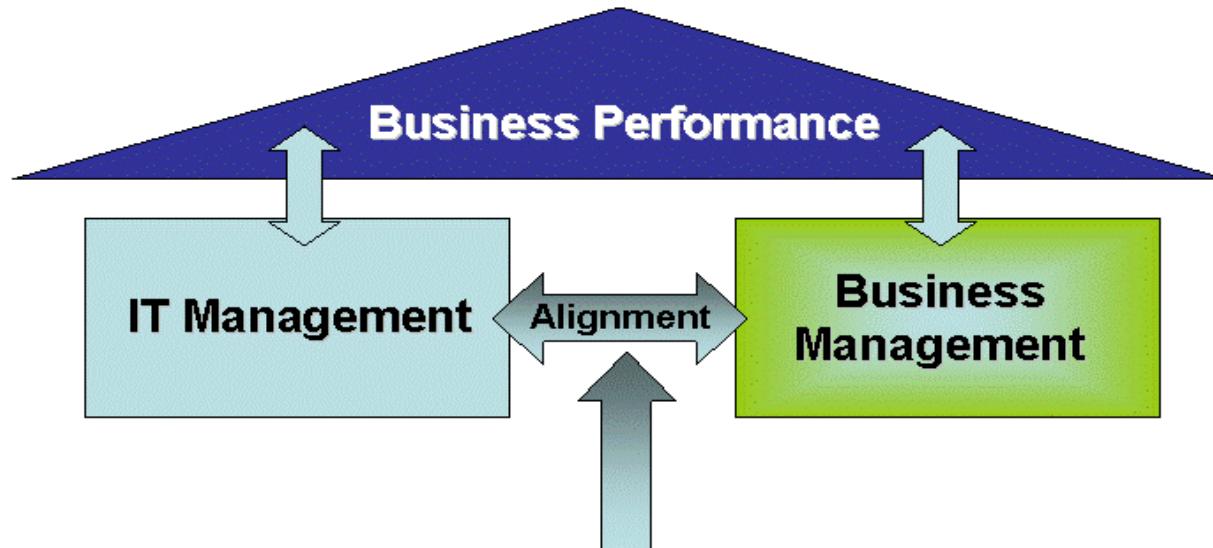 Business Performance
IT Management
Alignment
Business
Management